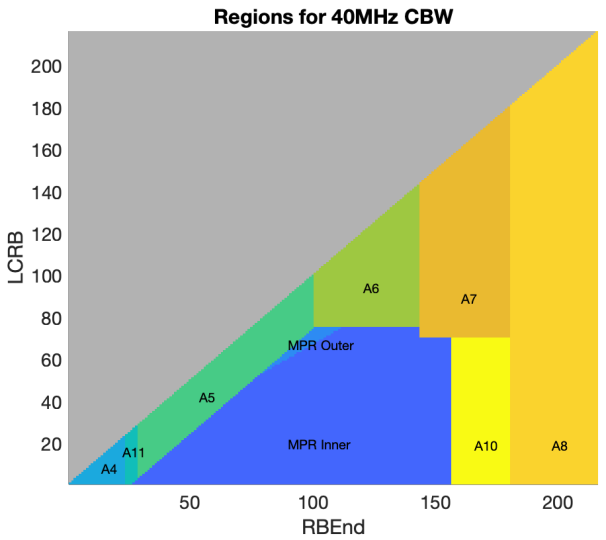 Regions for 40MHz CBW
LCRB
200
180
160
140
120
100
80
60
40
20
A6
A7
MPR Outer
A5
A11
A4
MPR Inner
A10
A8
50
100
150
200
RBEnd